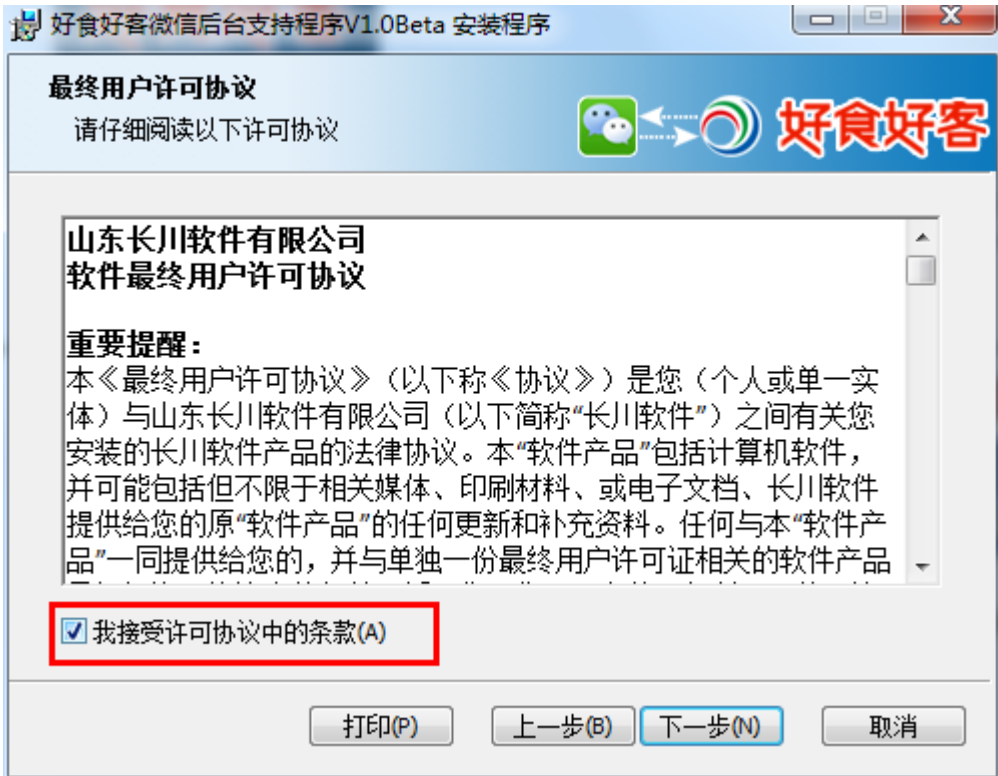 好食好客微信后台支持程序V1.0Beta 安装程序
最终用户许可协议
请仔细阅读以下许可协议
好食好客
山东长川软件有限公司
软件最终用户许可协议
重要提醒：
本《最终用户许可协议》（以下称《协议》）是您（个人或单一实
体）与山东长川软件有限公司（以下简称“长川软件”）之间有关您
安装的长川软件产品的法律协议。本“软件产品”包括计算机软件，
并可能包括但不限于相关媒体、印刷材料、或电子文档、长川软件
提供给您的原“软件产品”的任何更新和补充资料。任何与本“软件产
品”一同提供给您的，并与单独一份最终用户许可证相关的软件产品
我接受许可协议中的条款(A)
打印(P)
上一步(B)
下一步(N)
取消